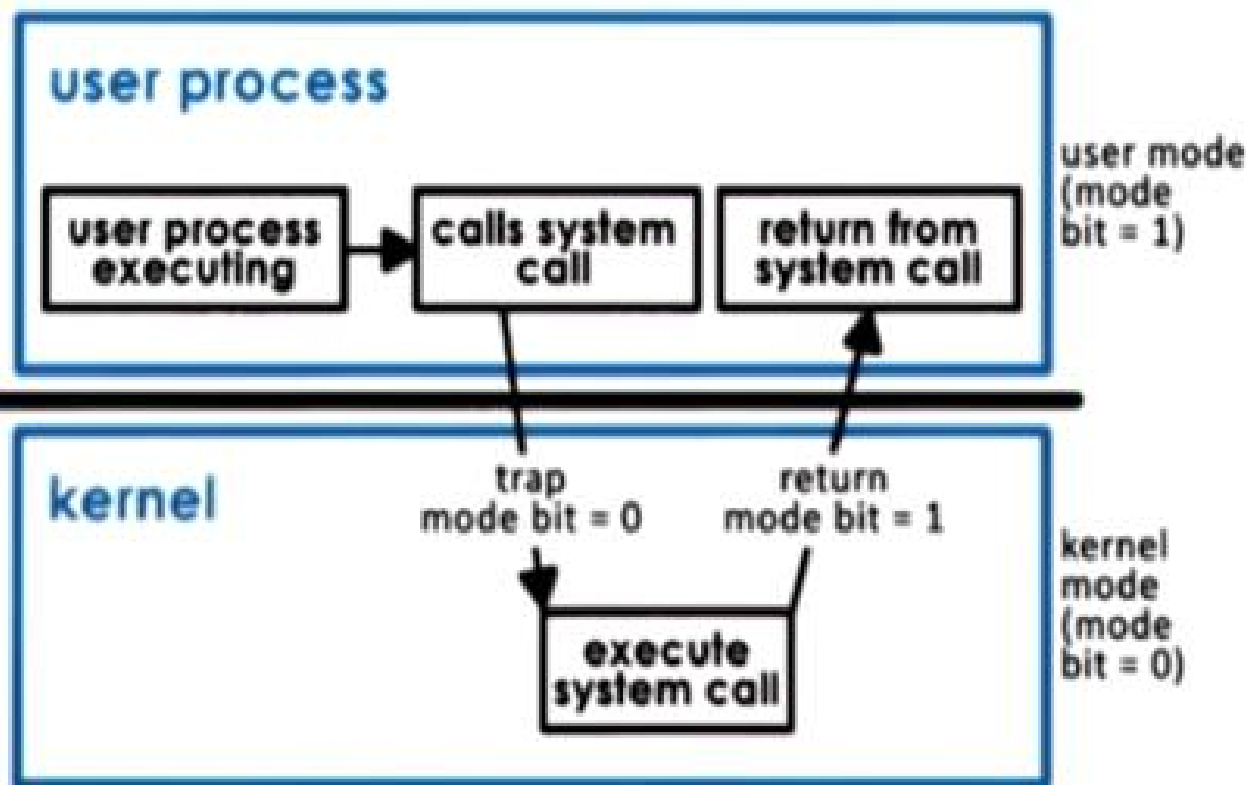 user process
user process
executing
calls system
call
return from
system call
user mode
(mode
bit = 1)
kernel
trap
mode bit = 0
return
mode bit = 1
execute
system call
kernel
mode
(mode
bit = 0)